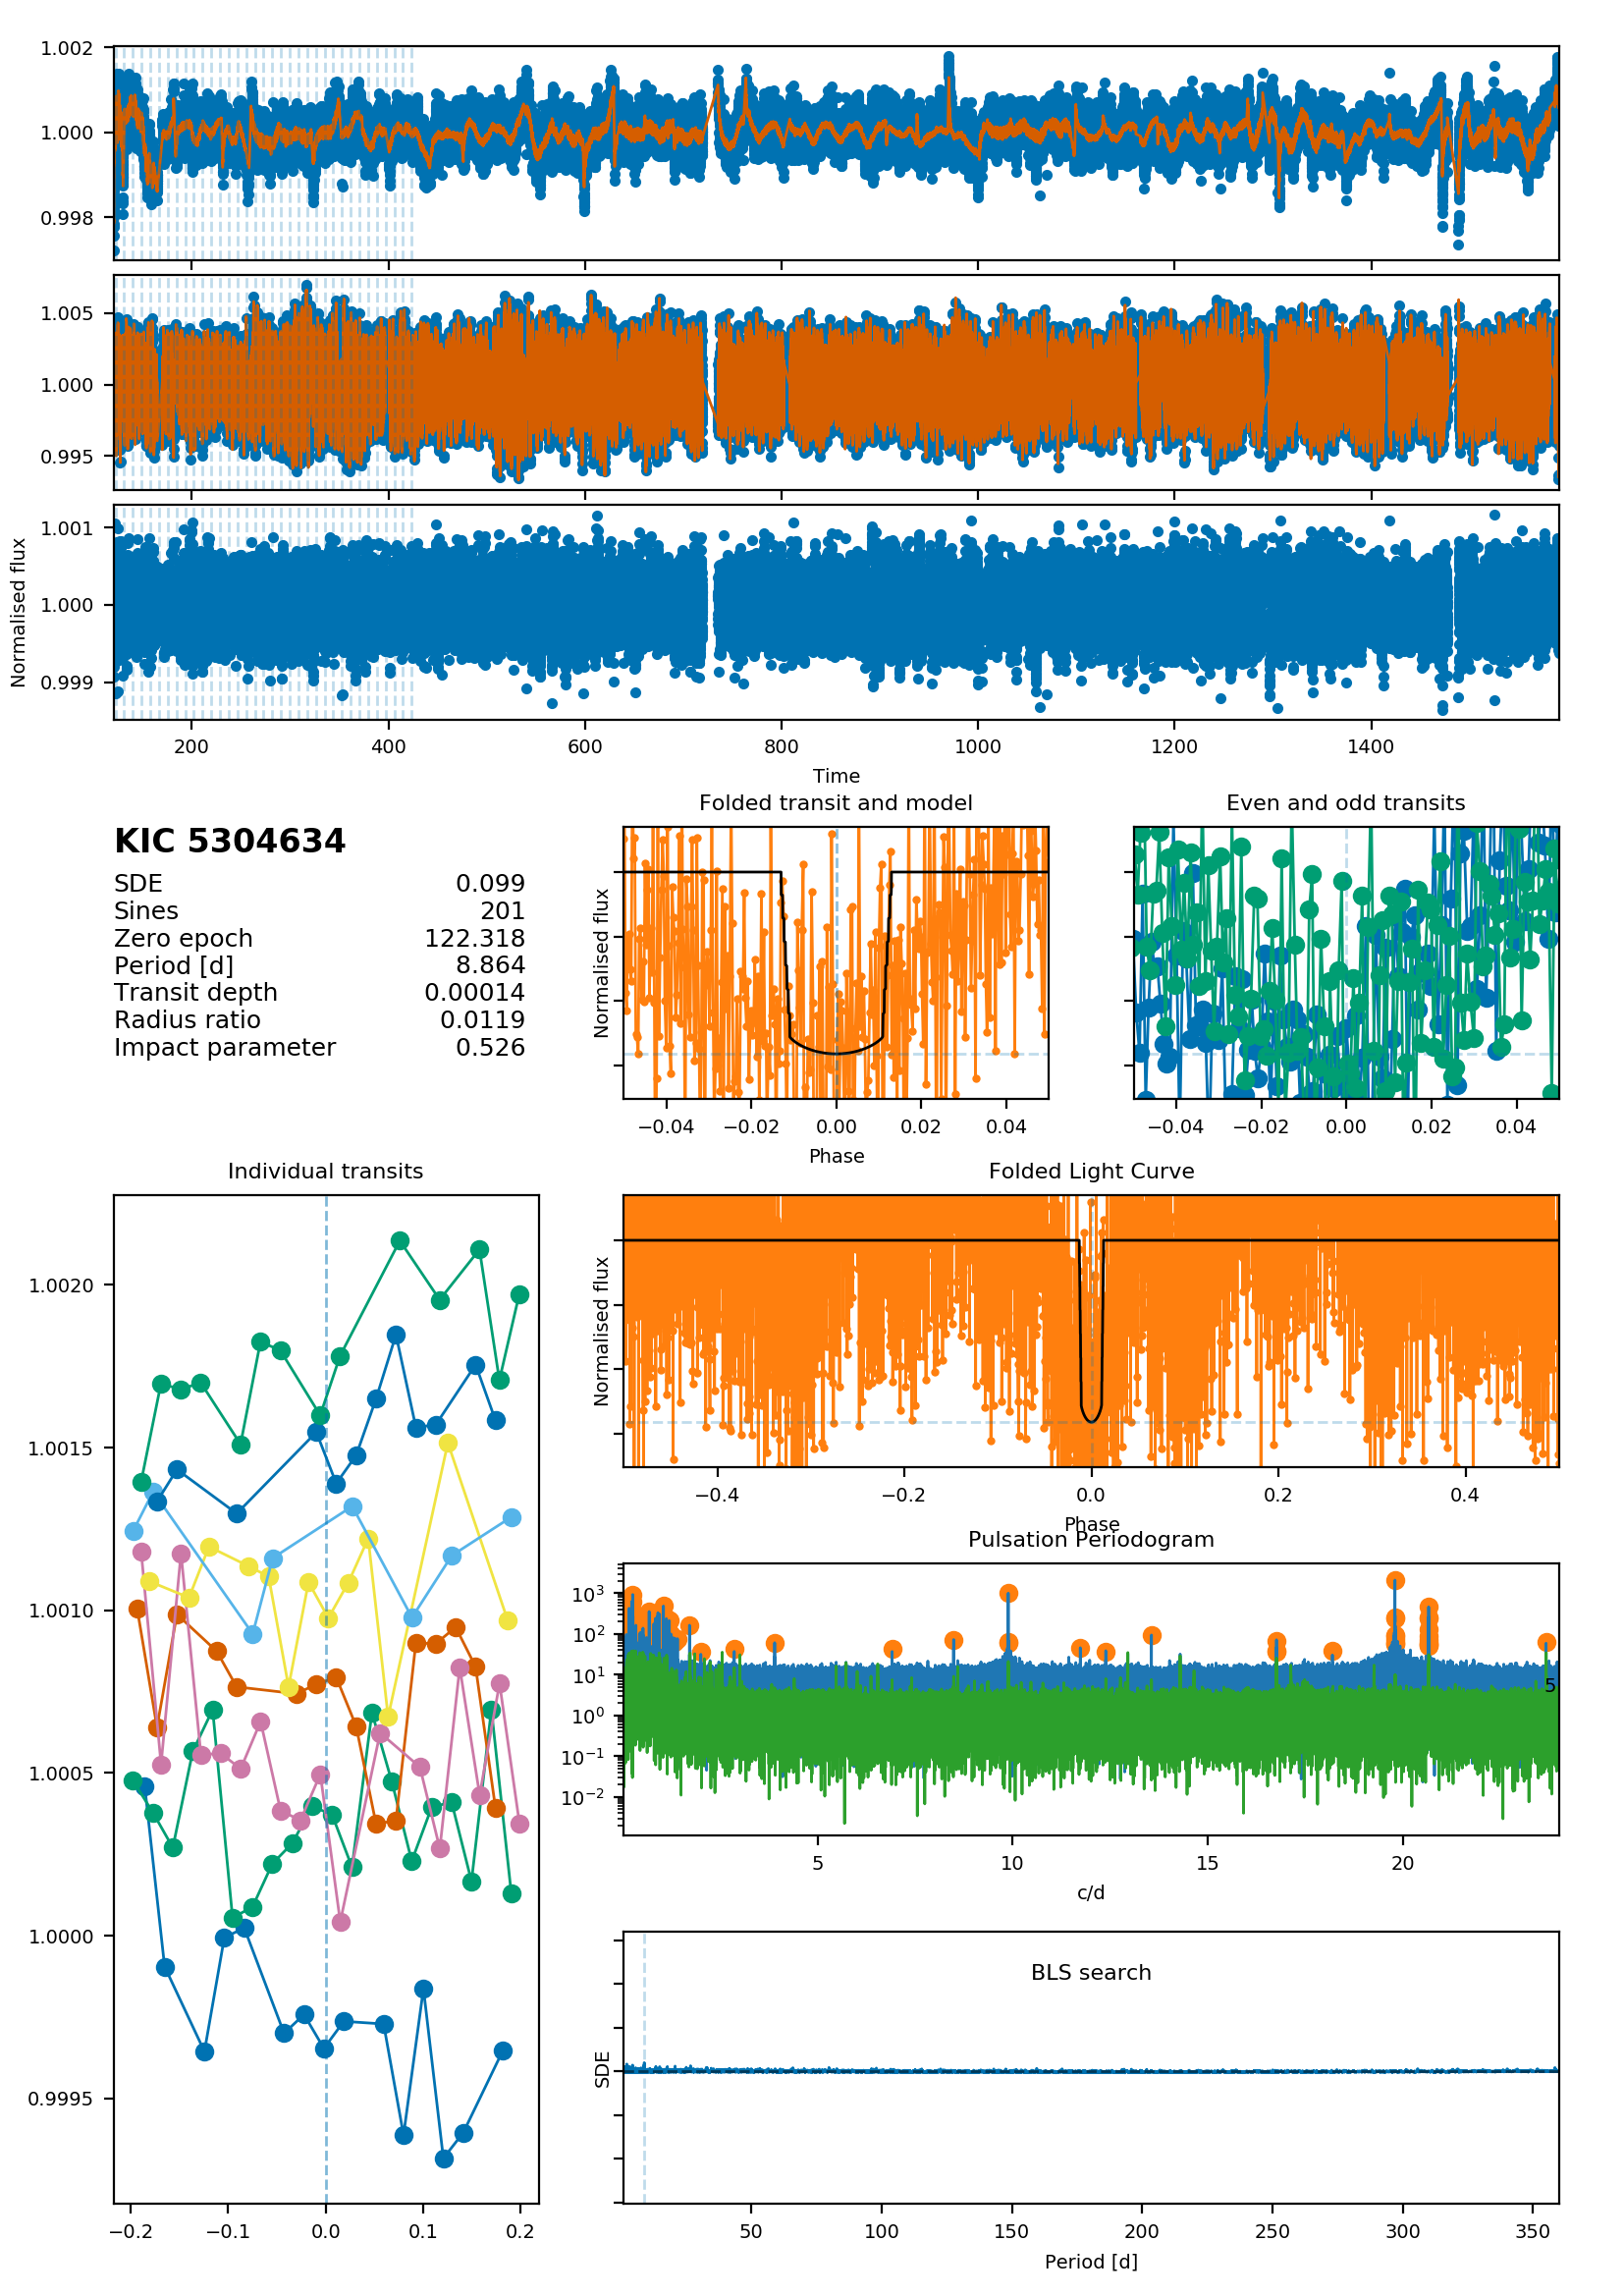 1.002
1.000
0.998
1.005
1.000
0.995
1.001
1.000
0.999
Normalised flux
200 400 600 800 1000 1200 1400
Time
KIC 5304634
SDE 0.099
Sines 201
Zero epoch 122.318
Period [d] 8.864
Transit depth 0.00014
Radius ratio 0.0119
Impact parameter 0.526
Folded transit and model
Normalised flux
−0.04 −0.02 0.00 0.02 0.04
Phase
Even and odd transits
−0.04 −0.02 0.00 0.02 0.04
Individual transits
1.0020
1.0015
1.0010
1.0005
1.0000
0.9995
−0.2 −0.1 0.0 0.1 0.2
Folded Light Curve
Normalised flux
−0.4 −0.2 0.0 0.2 0.4
Phase
Pulsation Periodogram
10³
10²
10¹
10⁰
10⁻¹
10⁻²
5
5 10 15 20
c/d
BLS search
SDE
50 100 150 200 250 300 350
Period [d]